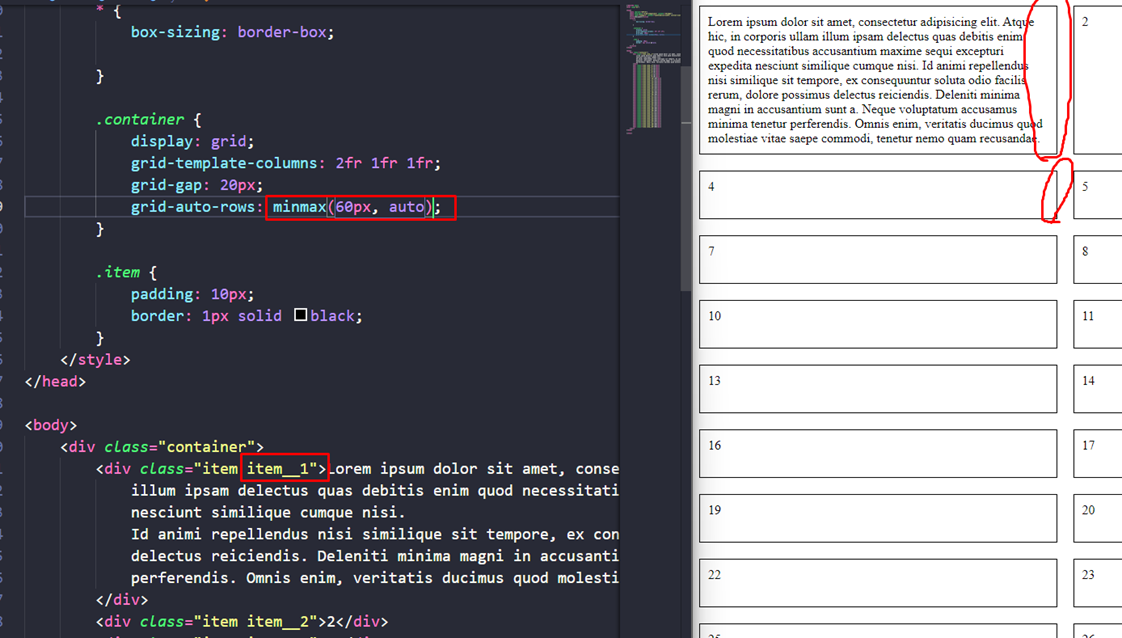 * {
box-sizing: border-box;
}
.container {
display: grid;
grid-template-columns: 2fr 1fr 1fr;
grid-gap: 20px;
grid-auto-rows: minmax(60px, auto);
}
.item {
padding: 10px;
border: 1px solid black;
}
</style>
</head>
<body>
<div class="container">
<div class="item item__1">Lorem ipsum dolor sit amet, conse
illum ipsam delectus quas debitis enim quod necessitati
nesciunt similique cumque nisi.
Id animi repellendus nisi similique sit tempore, ex con
delectus reiciendis. Deleniti minima magni in accusanti
perferendis. Omnis enim, veritatis ducimus quod molesti
</div>
<div class="item item__2">2</div>
Lorem ipsum dolor sit amet, consectetur adipisicing elit. Atque
hic, in corporis ullam illum ipsam delectus quas debitis enim
quod necessitatibus accusantium maxime sequi excepturi
expedita nesciunt similique cumque nisi. Id animi repellendus
nisi similique sit tempore, ex consequuntur soluta odio facilis
rerum, dolore possimus delectus reiciendis. Deleniti minima
magni in accusantium sunt a. Neque voluptatum accusamus
minima tenetur perferendis. Omnis enim, veritatis ducimus quod
molestiae vitae saepe commodi, tenetur nemo quam recusandae.
2
4
5
7
8
10
11
13
14
16
17
19
20
22
23